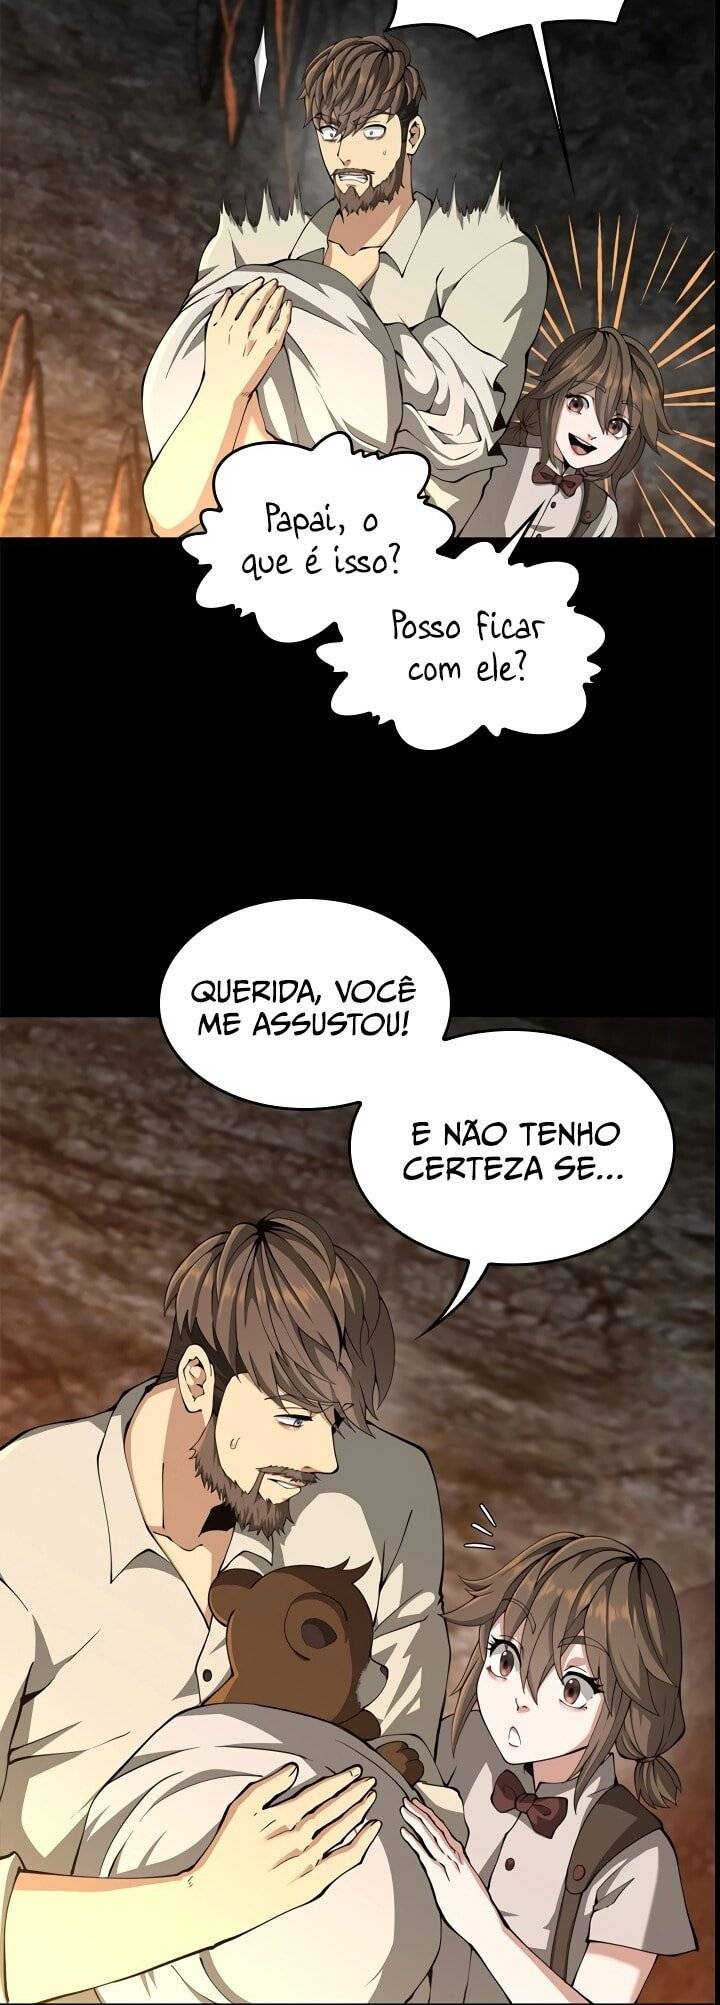 Papai, o
que é isso?
Posso ficar
com ele?
QUERIDA, VOCÊ
ME ASSUSTOU!
E NÃO TENHO
CERTEZA SE...